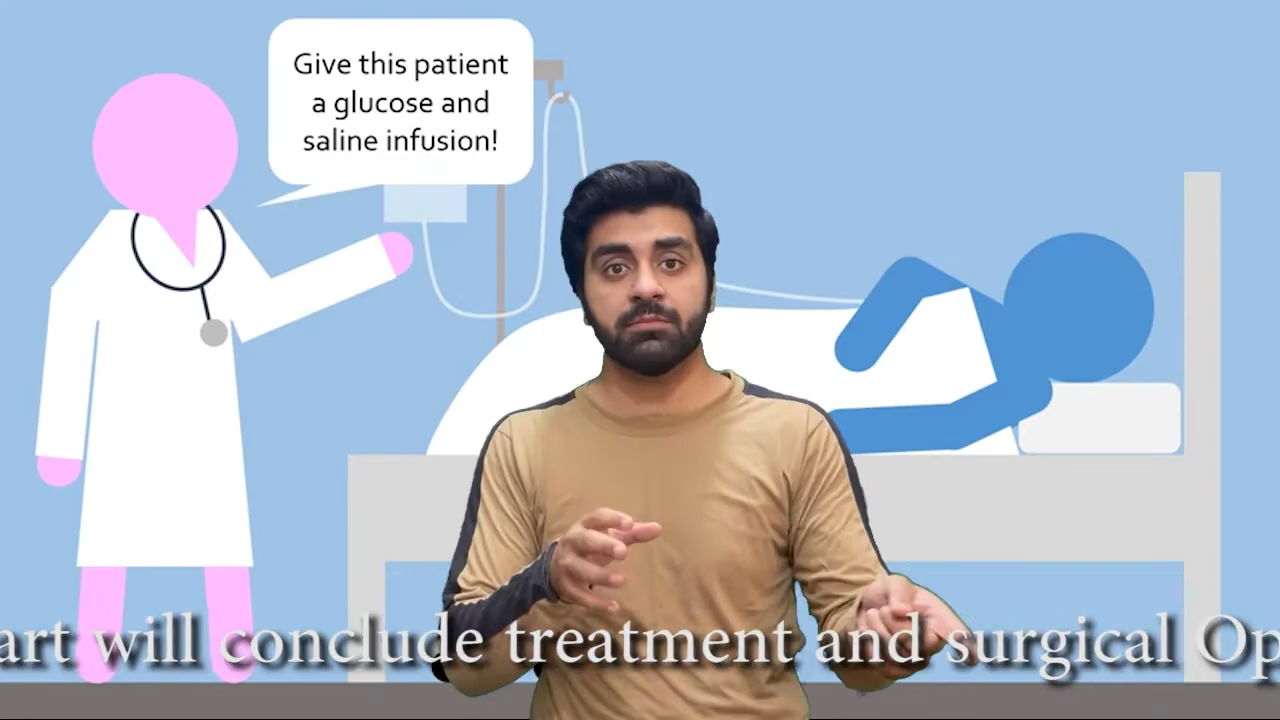 Give this patient
a glucose and
saline infusion!
art will conclude treatment and surgical Op